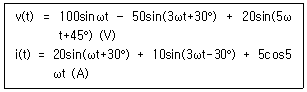 v(t) = 100sinωt - 50sin(3ωt+30°) + 20sin(5ω
t+45°) (V)
i(t) = 20sin(ωt+30°) + 10sin(3ωt-30°) + 5cos5
ωt (A)